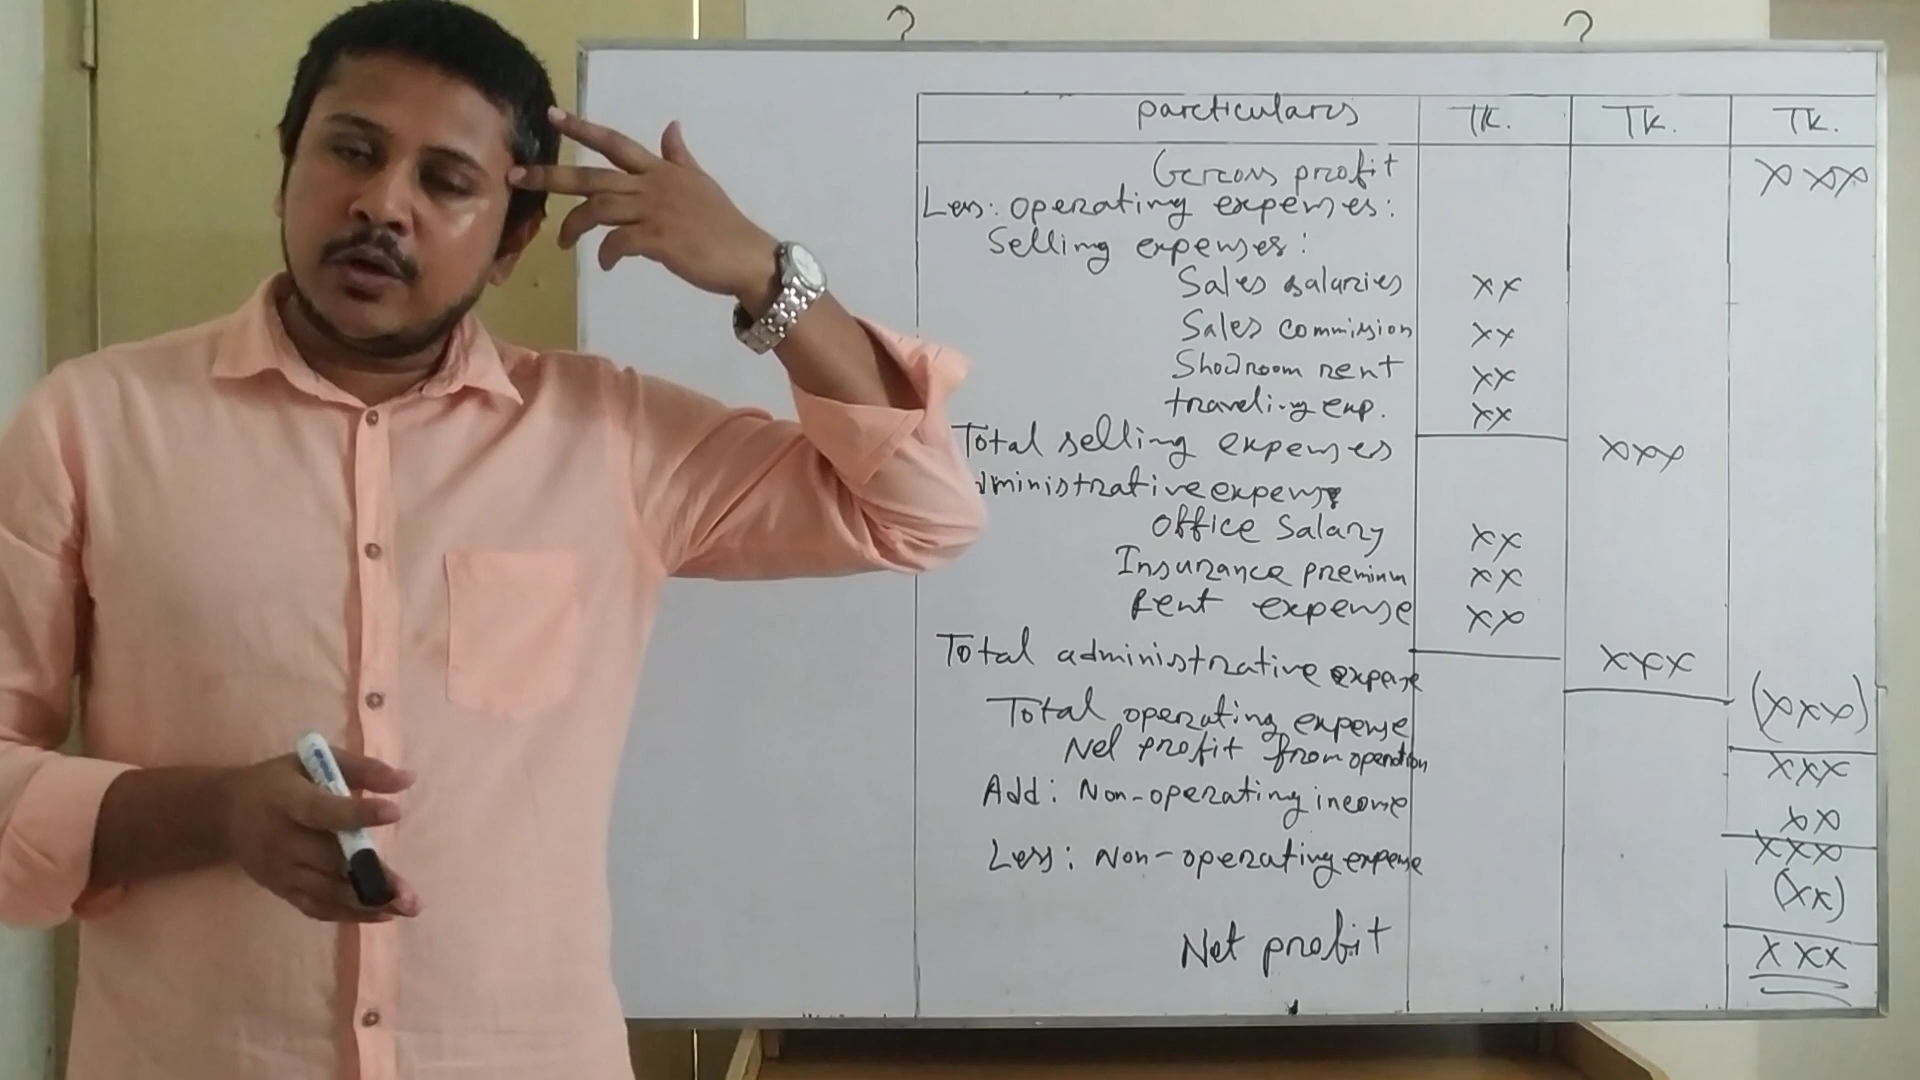 particulars TK. TK. TK.
Gross profit xxx
Less: operating expenses:
Selling expenses:
Sales salaries xx
Sales commission xx
Showroom rent xx
traveling exp. xx
Total selling expenses xxx
dministrative expense
Office Salary xx
Insurance premium xx
Rent expense xx
Total administrative expense xxx
Total operating expense (xxx)
Net profit from operation xxx
Add: Non-operating income xx
xxx
Less: Non-operating expense (xx)
Net profit xxx